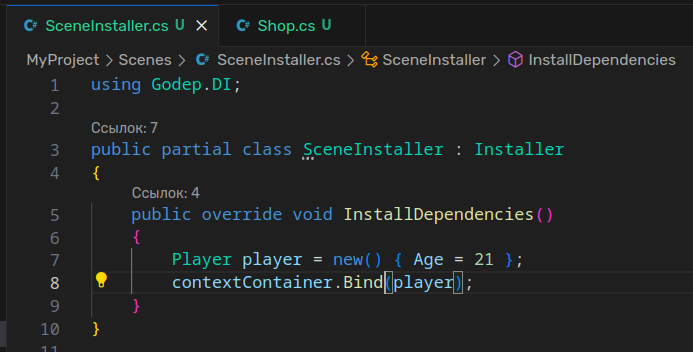 SceneInstaller.cs U
Shop.cs U
MyProject > Scenes > SceneInstaller.cs > SceneInstaller > InstallDependencies
1 using Godep.DI;
2
Ссылок: 7
3 public partial class SceneInstaller : Installer
4 {
Ссылок: 4
5 public override void InstallDependencies()
6 {
7 Player player = new() { Age = 21 };
8 contextContainer.Bind(player);
9 }
10 }
11